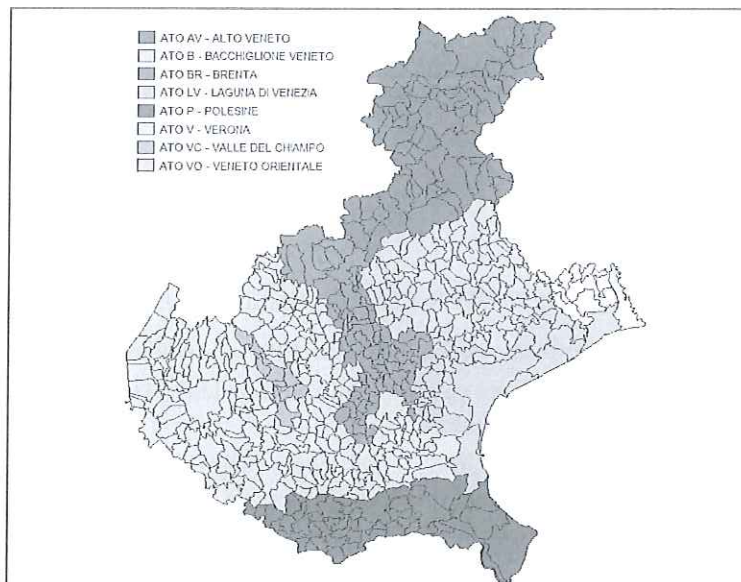 ATO AV - ALTO VENETO
ATO B - BACCHIGLIONE VENETO
ATO BR - BRENTA
ATO LV - LAGUNA DI VENEZIA
ATO P - POLESINE
ATO V - VERONA
ATO VC - VALLE DEL CHIAMPO
ATO VO - VENETO ORIENTALE